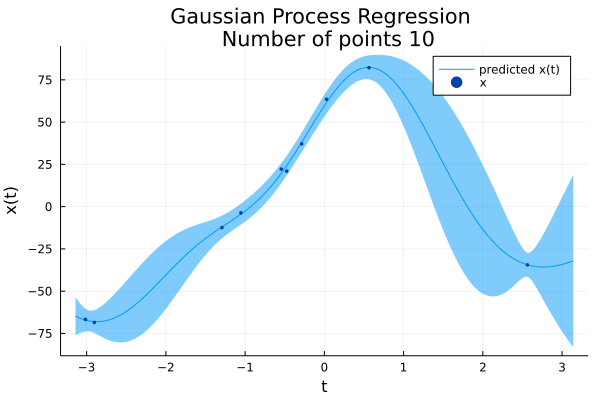 Gaussian Process Regression
Number of points 10
predicted x(t)
x
75
50
25
0
−25
−50
−75
x(t)
−3
−2
−1
0
1
2
3
t